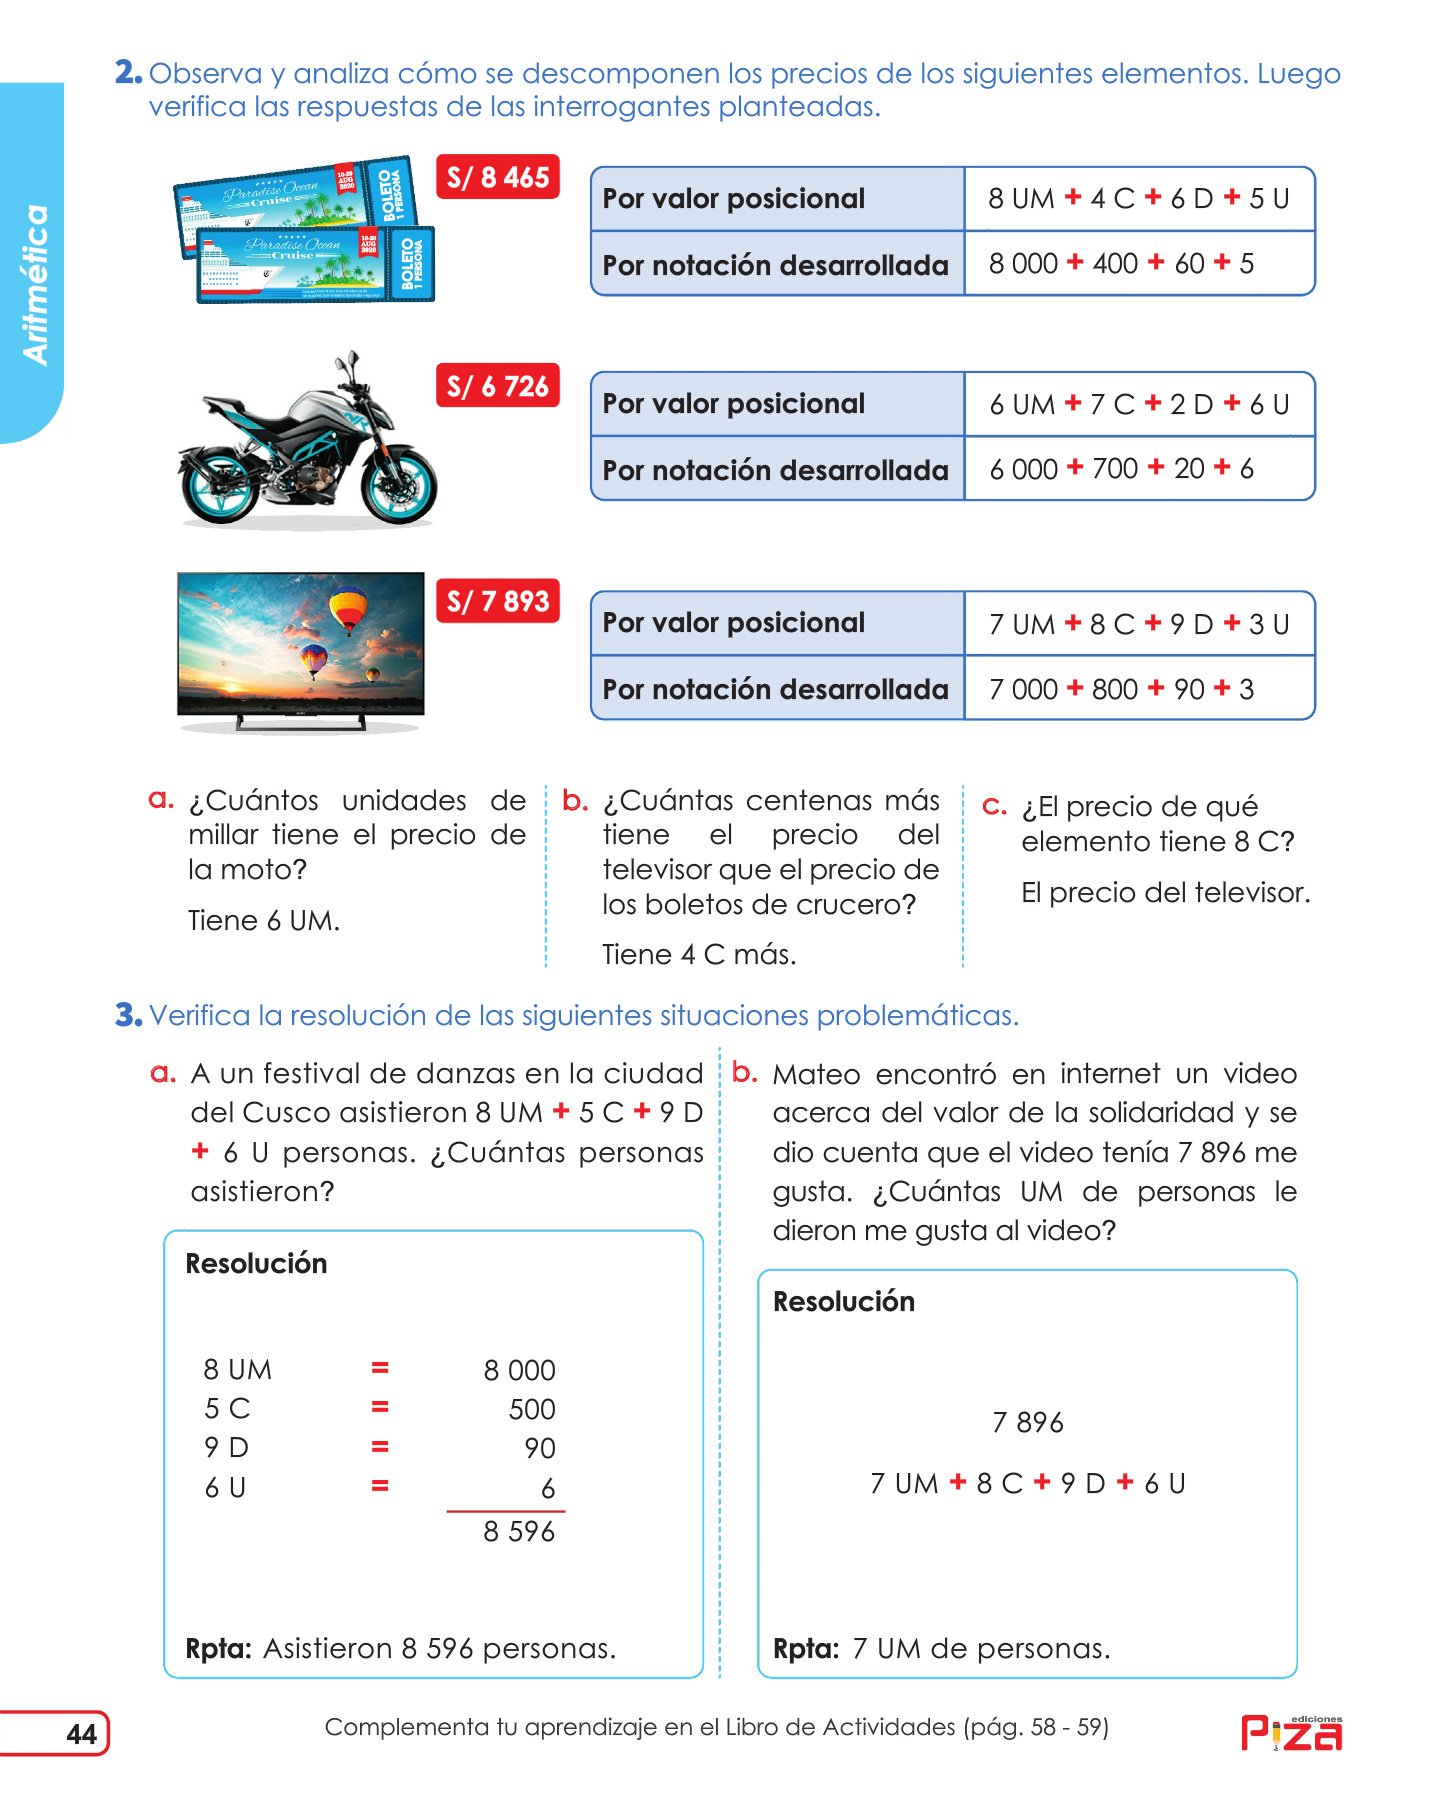 2. Observa y analiza cómo se descomponen los precios de los siguientes elementos. Luego
verifica las respuestas de las interrogantes planteadas.
Aritmética
Paradise Ocean
Cruise
10-20
AUG
2020
BOLETO
1 PERSONA
Paradise Ocean
Cruise
10-20
AUG
2020
BOLETO
1 PERSONA
S/ 8 465
Por valor posicional 8 UM + 4 C + 6 D + 5 U
Por notación desarrollada 8 000 + 400 + 60 + 5
S/ 6 726
Por valor posicional 6 UM + 7 C + 2 D + 6 U
Por notación desarrollada 6 000 + 700 + 20 + 6
S/ 7 893
Por valor posicional 7 UM + 8 C + 9 D + 3 U
Por notación desarrollada 7 000 + 800 + 90 + 3
a. ¿Cuántos unidades de
millar tiene el precio de
la moto?
Tiene 6 UM.
b. ¿Cuántas centenas más
tiene el precio del
televisor que el precio de
los boletos de crucero?
Tiene 4 C más.
c. ¿El precio de qué
elemento tiene 8 C?
El precio del televisor.
3. Verifica la resolución de las siguientes situaciones problemáticas.
a. A un festival de danzas en la ciudad
del Cusco asistieron 8 UM + 5 C + 9 D
+ 6 U personas. ¿Cuántas personas
asistieron?
Resolución
8 UM = 8 000
5 C = 500
9 D = 90
6 U = 6
8 596
Rpta: Asistieron 8 596 personas.
b. Mateo encontró en internet un video
acerca del valor de la solidaridad y se
dio cuenta que el video tenía 7 896 me
gusta. ¿Cuántas UM de personas le
dieron me gusta al video?
Resolución
7 896
7 UM + 8 C + 9 D + 6 U
Rpta: 7 UM de personas.
44
Complementa tu aprendizaje en el Libro de Actividades (pág. 58 - 59)
ediciones
Piza